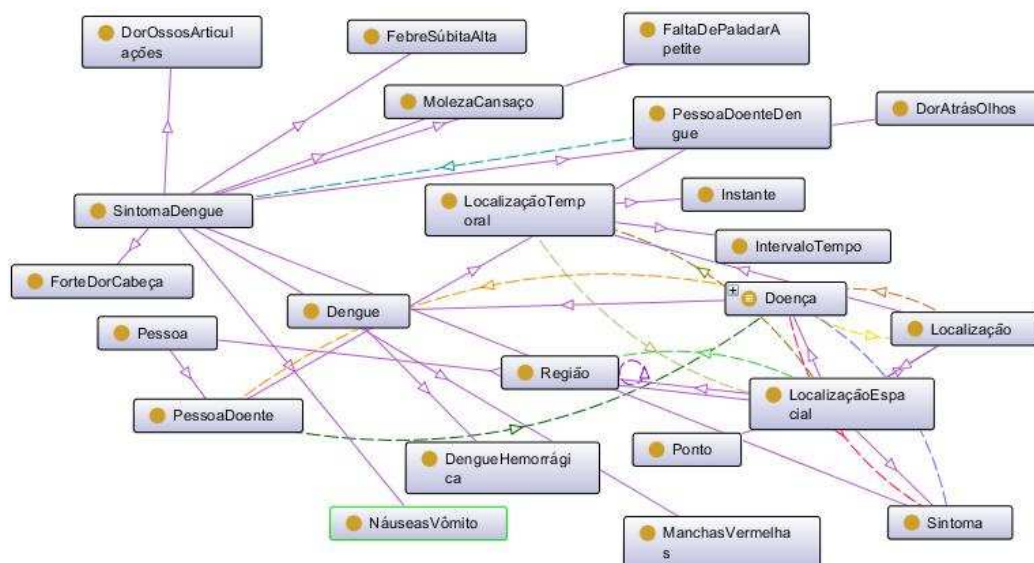 DorOssosArticul
ações
FebreSúbitaAlta
FaltaDePaladarA
petite
MolezaCansaço
PessoaDoenteDen
gue
DorAtrásOlhos
SintomaDengue
LocalizaçãoTemp
oral
Instante
IntervaloTempo
ForteDorCabeça
Dengue
+
Doença
Pessoa
Localização
Região
LocalizaçãoEspa
cial
PessoaDoente
Ponto
DengueHemorrági
ca
NáuseasVômito
ManchasVermelha
s
Sintoma